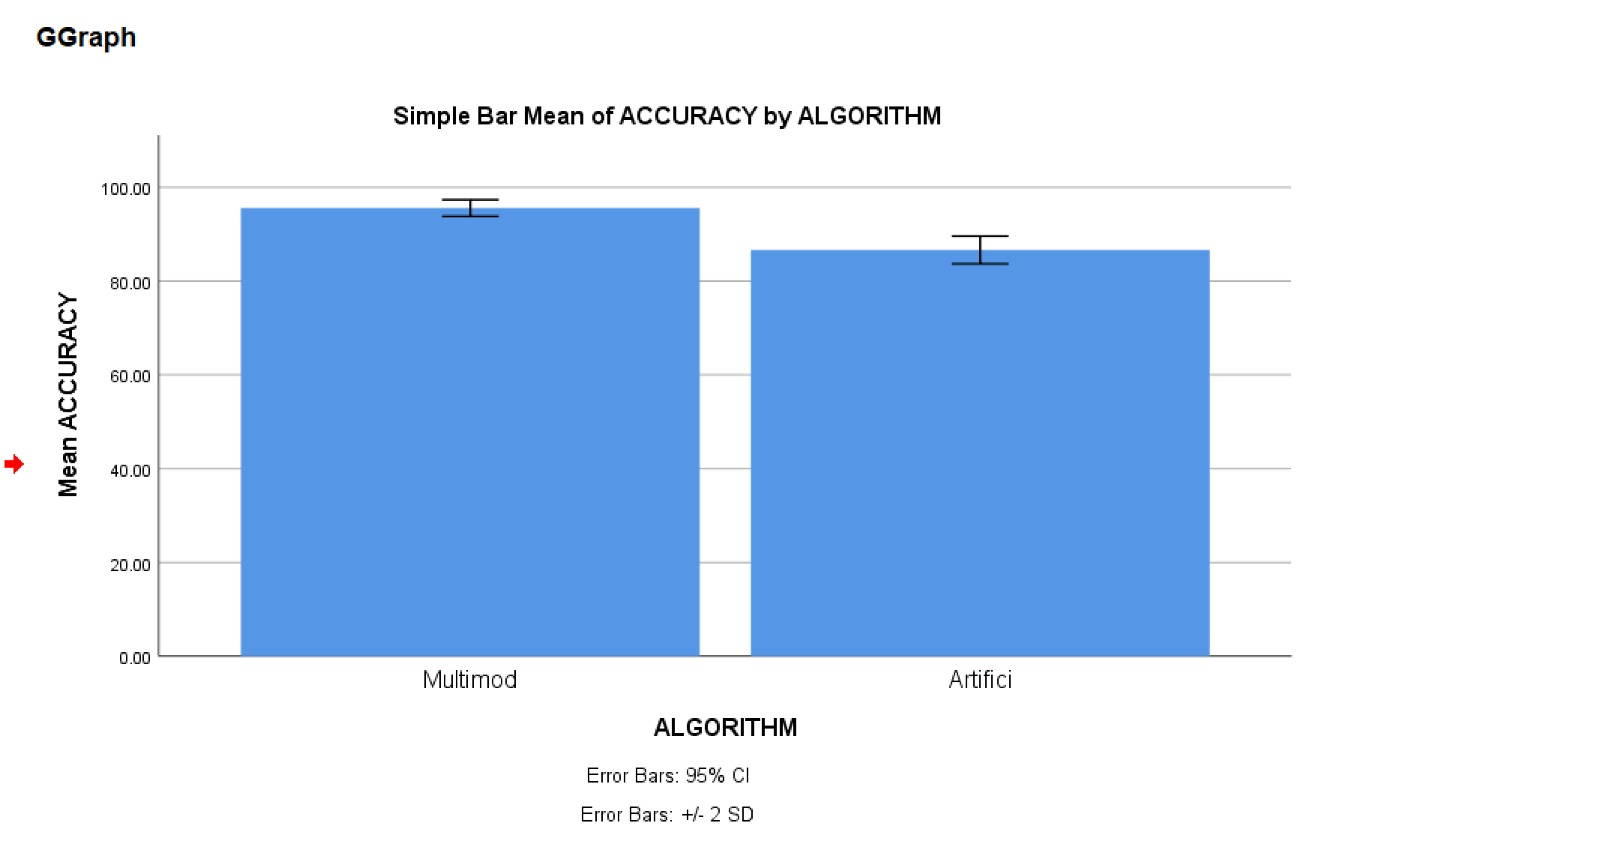 GGraph
Simple Bar Mean of ACCURACY by ALGORITHM
Mean ACCURACY
100.00
80.00
60.00
40.00
20.00
0.00
Multimod
Artifici
ALGORITHM
Error Bars: 95% CI
Error Bars: +/- 2 SD